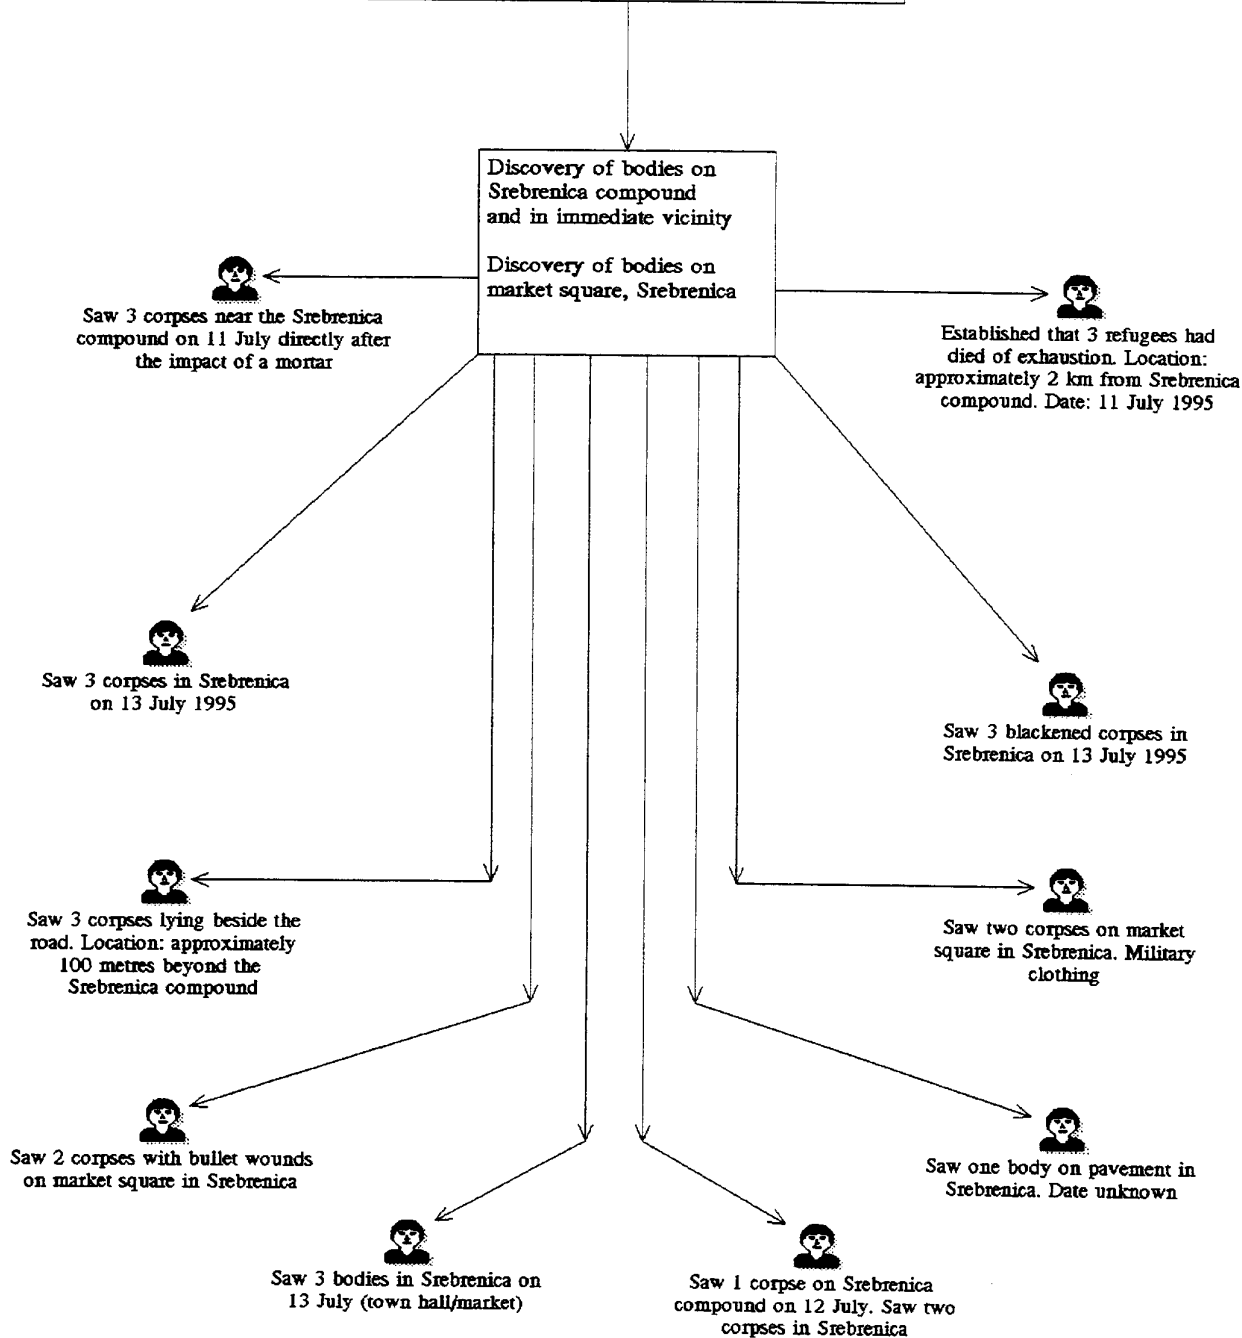 Discovery of bodies on
Srebrenica compound
and in immediate vicinity
Discovery of bodies on
market square, Srebrenica
Saw 3 corpses near the Srebrenica
compound on 11 July directly after
the impact of a mortar
Established that 3 refugees had
died of exhaustion. Location:
approximately 2 km from Srebrenica
compound. Date: 11 July 1995
Saw 3 corpses in Srebrenica
on 13 July 1995
Saw 3 blackened corpses in
Srebrenica on 13 July 1995
Saw 3 corpses lying beside the
road. Location: approximately
100 metres beyond the
Srebrenica compound
Saw two corpses on market
square in Srebrenica. Military
clothing
Saw 2 corpses with bullet wounds
on market square in Srebrenica
Saw one body on pavement in
Srebrenica. Date unknown
Saw 3 bodies in Srebrenica on
13 July (town hall/market)
Saw 1 corpse on Srebrenica
compound on 12 July. Saw two
corpses in Srebrenica